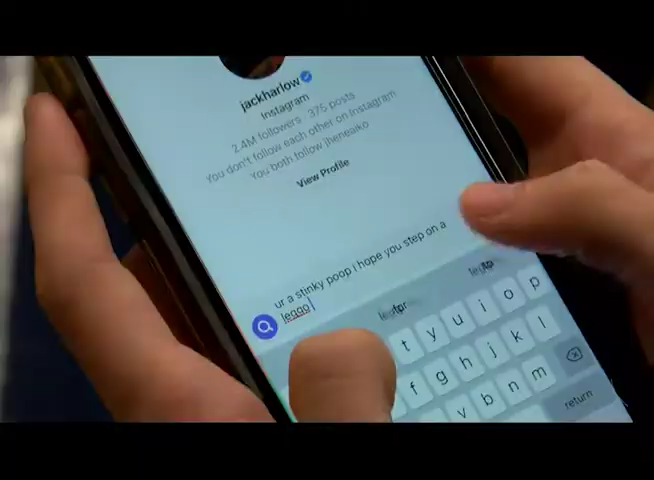 jackharlow
Instagram
2.4M followers · 375 posts
You don't follow each other on Instagram
You both follow jheneaiko
View Profile
ur a stinky poop i hope you step on a
leggo
t y u i o p
f g h j k l
v b n m
return